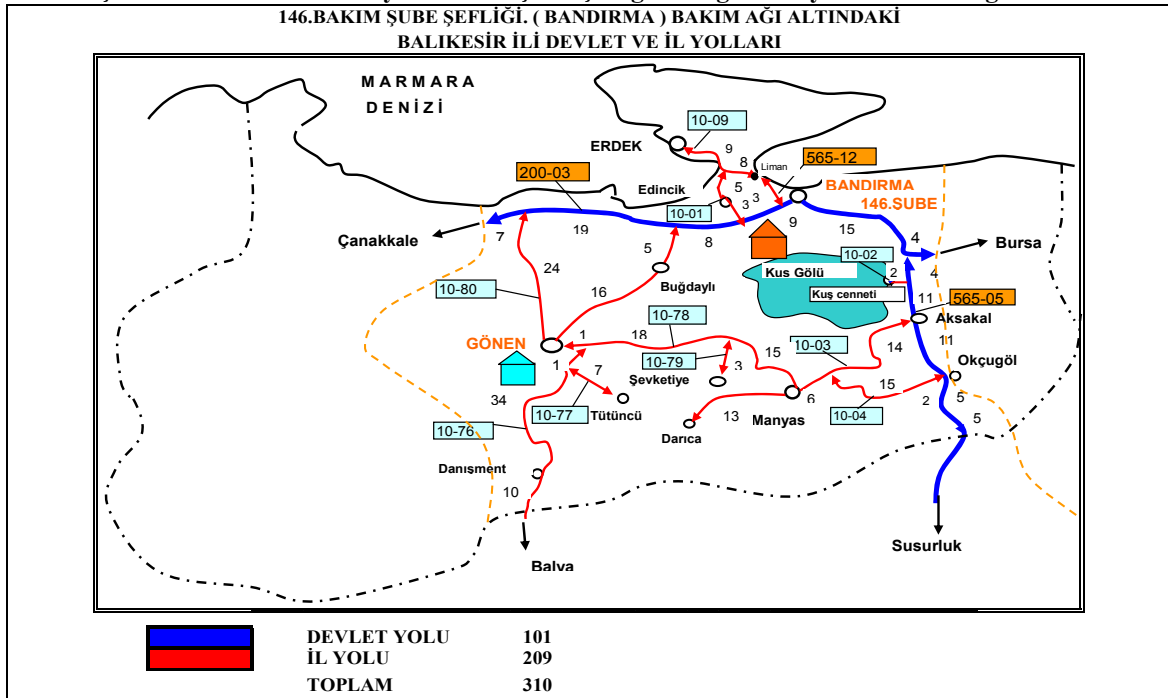 146.BAKIM ŞUBE ŞEFLİĞİ. ( BANDIRMA ) BAKIM AĞI ALTINDAKİ
BALIKESİR İLİ DEVLET VE İL YOLLARI
MARMARA
DENİZİ
10-09
ERDEK
9
8
Liman
565-12
200-03
Edincik
5
3
3
BANDIRMA
146.ŞUBE
10-01
Çanakkale
7
19
5
8
9
15
4
Bursa
4
10-02
2
Kus Gölü
Kuş cenneti
24
10-80
16
Buğdaylı
11
565-05
Aksakal
10-78
GÖNEN
1
18
10-79
15
10-03
14
11
Okçugöl
1
7
Şevketiye
3
15
34
10-77
Tütüncü
13
Manyas
6
10-04
2
5
5
10-76
Darıca
Danışment
10
Balya
Susurluk
DEVLET YOLU 101
İL YOLU 209
TOPLAM 310